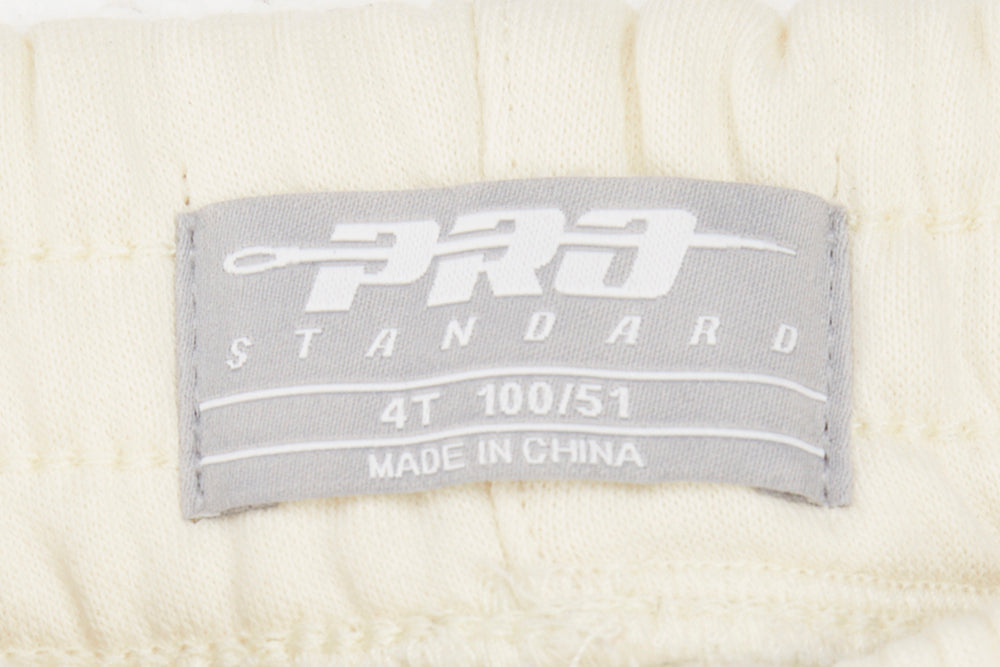 PRO
STANDARD
4T 100/51
MADE IN CHINA